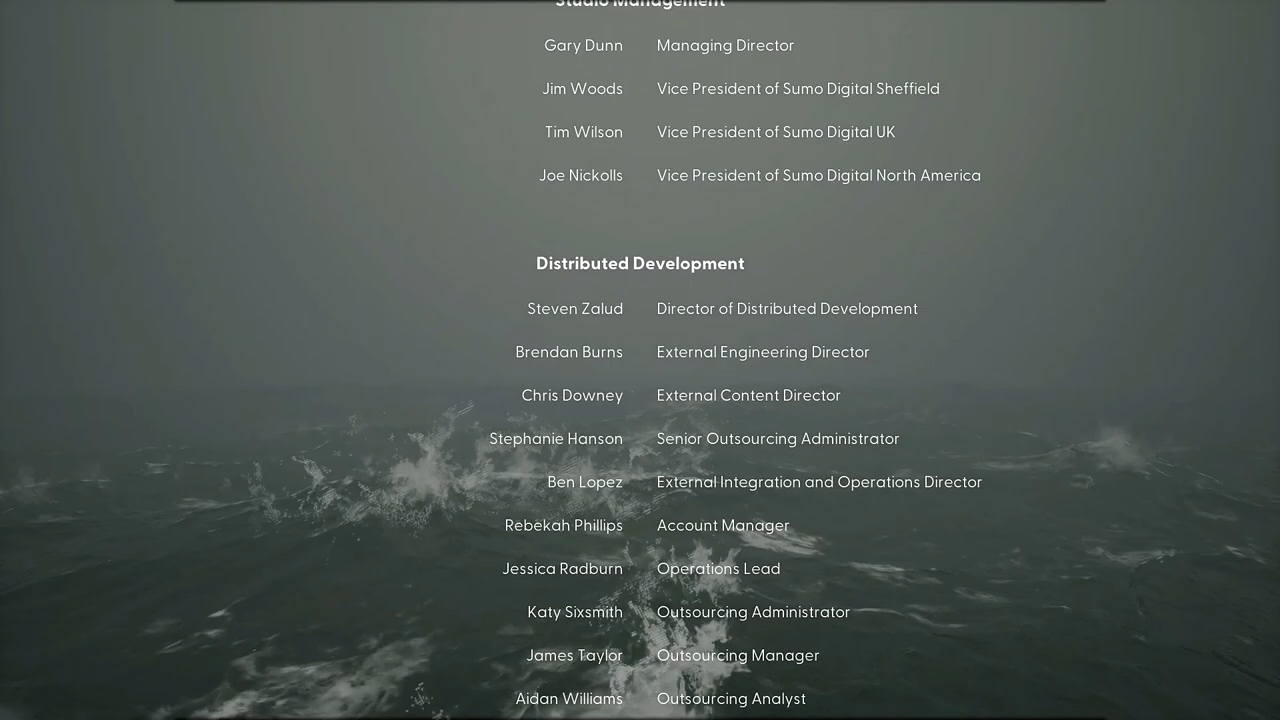 Studio Management
Gary Dunn Managing Director
Jim Woods Vice President of Sumo Digital Sheffield
Tim Wilson Vice President of Sumo Digital UK
Joe Nickolls Vice President of Sumo Digital North America
Distributed Development
Steven Zalud Director of Distributed Development
Brendan Burns External Engineering Director
Chris Downey External Content Director
Stephanie Hanson Senior Outsourcing Administrator
Ben Lopez External Integration and Operations Director
Rebekah Phillips Account Manager
Jessica Radburn Operations Lead
Katy Sixsmith Outsourcing Administrator
James Taylor Outsourcing Manager
Aidan Williams Outsourcing Analyst